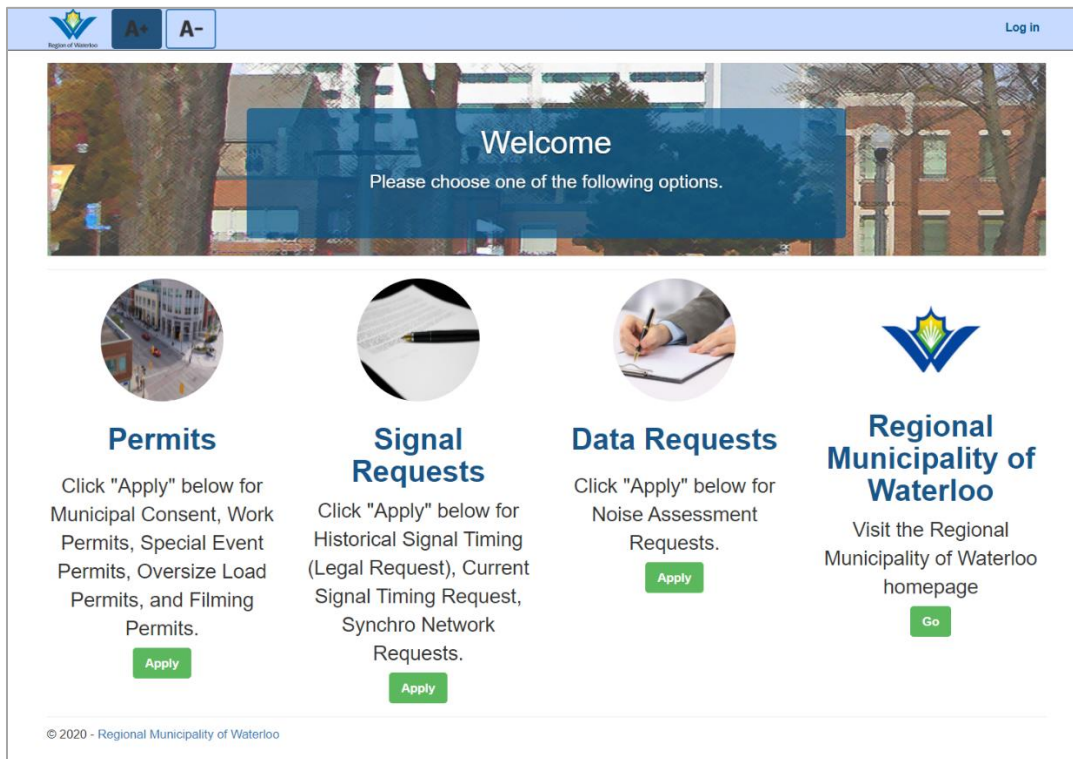 Region of Waterloo
A+
A-
Log in
Welcome
Please choose one of the following options.
Permits
Click "Apply" below for
Municipal Consent, Work
Permits, Special Event
Permits, Oversize Load
Permits, and Filming
Permits.
Apply
Signal
Requests
Click "Apply" below for
Historical Signal Timing
(Legal Request), Current
Signal Timing Request,
Synchro Network
Requests.
Apply
Data Requests
Click "Apply" below for
Noise Assessment
Requests.
Apply
Regional
Municipality of
Waterloo
Visit the Regional
Municipality of Waterloo
homepage
Go
© 2020 - Regional Municipality of Waterloo